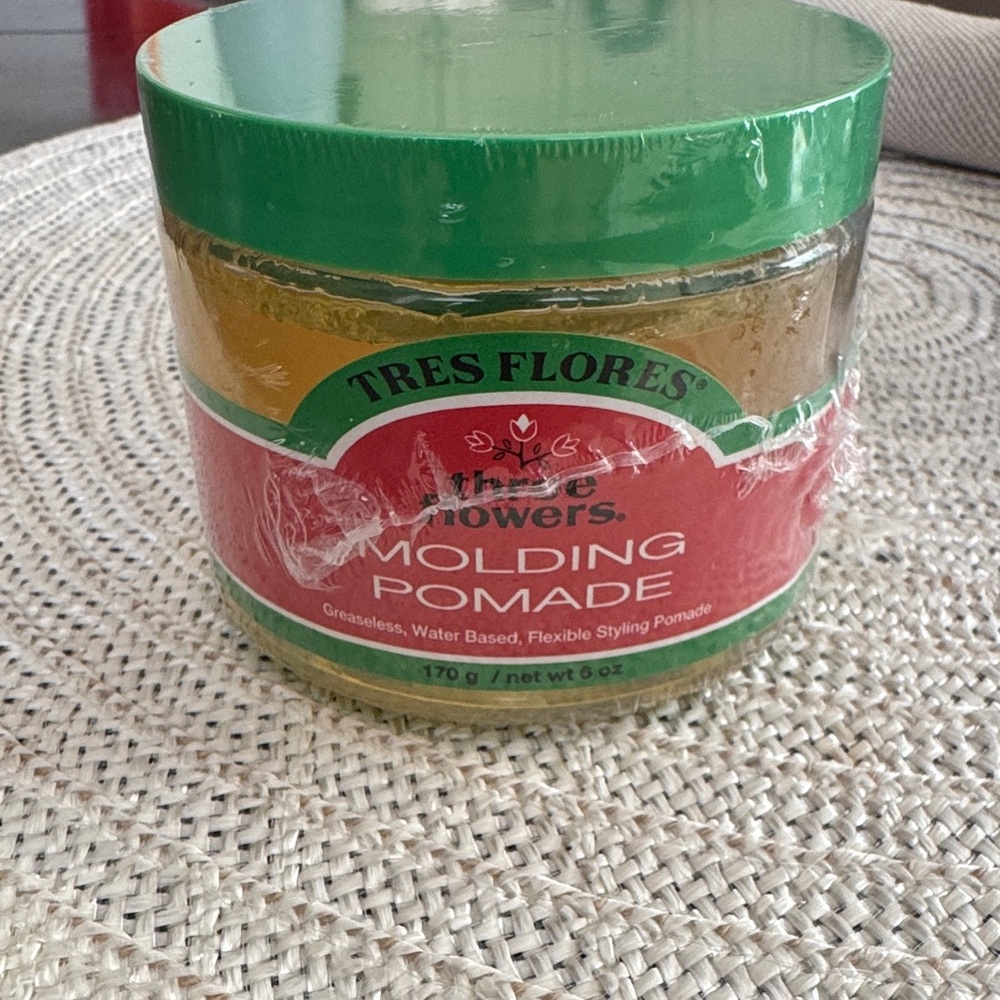 TRES FLORES®
three
flowers.
MOLDING
POMADE
Greaseless, Water Based, Flexible Styling Pomade
170 g / net wt 6 oz